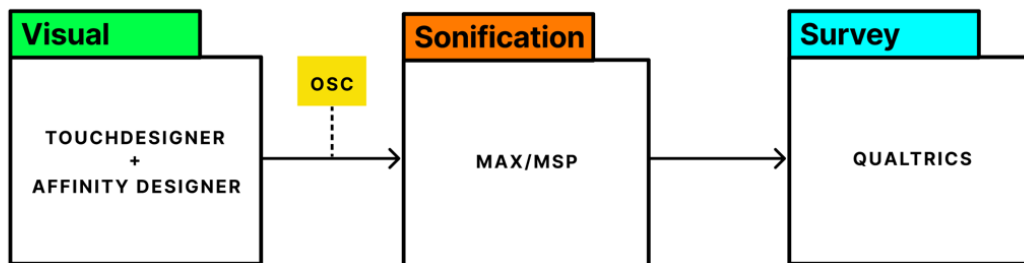 Visual
TOUCHDESIGNER
+
AFFINITY DESIGNER
OSC
Sonification
MAX/MSP
Survey
QUALTRICS